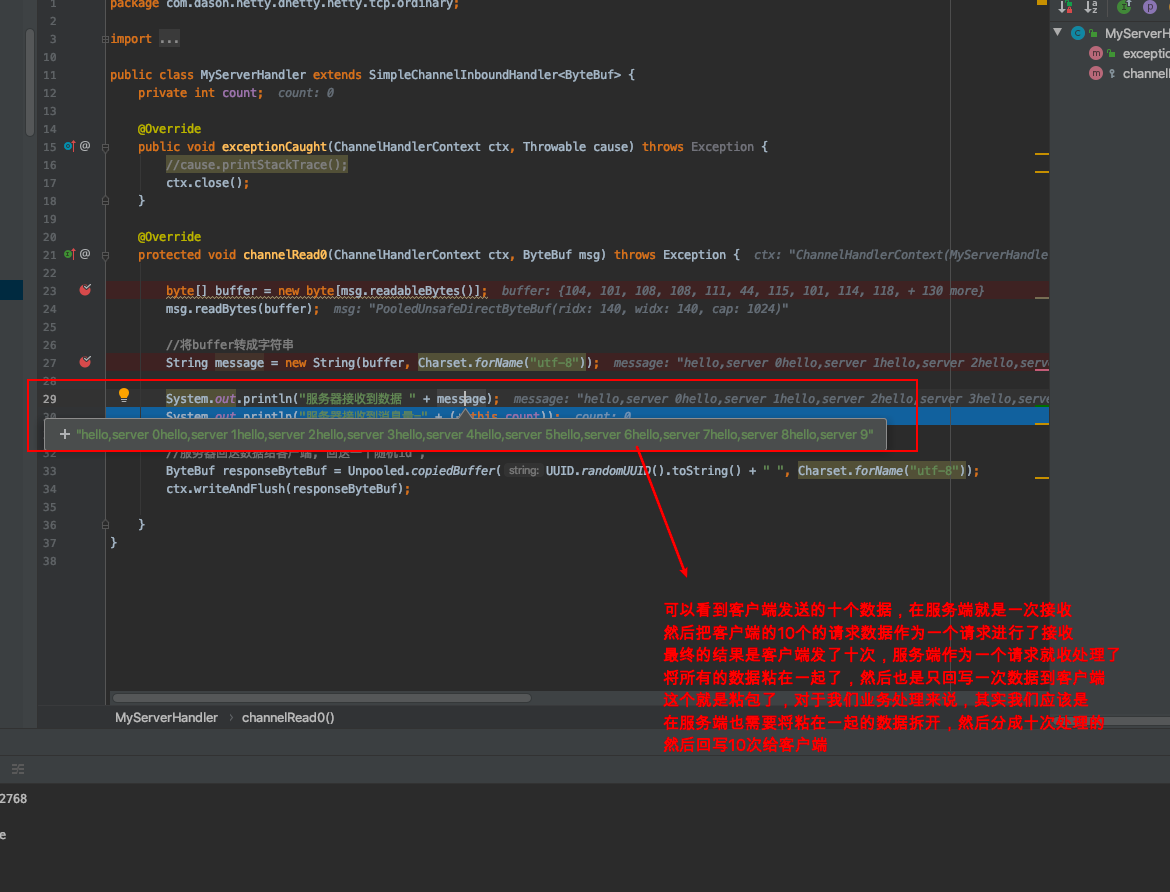 1 package com.dason.netty.dnetty.netty.tcp.ordinary;
2
3 import ...
10
11 public class MyServerHandler extends SimpleChannelInboundHandler<ByteBuf> {
12 private int count; count: 0
13
14 @Override
15 @ public void exceptionCaught(ChannelHandlerContext ctx, Throwable cause) throws Exception {
16 //cause.printStackTrace();
17 ctx.close();
18 }
19
20 @Override
21 @ protected void channelRead0(ChannelHandlerContext ctx, ByteBuf msg) throws Exception { ctx: "ChannelHandlerContext(MyServerHandle
22
23 byte[] buffer = new byte[msg.readableBytes()]; buffer: {104, 101, 108, 108, 111, 44, 115, 101, 114, 118, + 130 more}
24 msg.readBytes(buffer); msg: "PooledUnsafeDirectByteBuf(ridx: 140, widx: 140, cap: 1024)"
25
26 //将buffer转成字符串
27 String message = new String(buffer, Charset.forName("utf-8")); message: "hello,server 0hello,server 1hello,server 2hello,serv
28
29 System.out.println("服务器接收到数据 " + message); message: "hello,server 0hello,server 1hello,server 2hello,server 3hello,serve
30 System.out.println("服务器接收到消息量=" + (++this.count)); count: 0
+ "hello,server 0hello,server 1hello,server 2hello,server 3hello,server 4hello,server 5hello,server 6hello,server 7hello,server 8hello,server 9"
32 //服务器回送数据给客户端, 回送一个随机id ,
33 ByteBuf responseByteBuf = Unpooled.copiedBuffer( string: UUID.randomUUID().toString() + " ", Charset.forName("utf-8"));
34 ctx.writeAndFlush(responseByteBuf);
35
36 }
37 }
38
可以看到客户端发送的十个数据，在服务端就是一次接收
然后把客户端的10个的请求数据作为一个请求进行了接收
最终的结果是客户端发了十次，服务端作为一个请求就收处理了
将所有的数据粘在一起了，然后也是只回写一次数据到客户端
这个就是粘包了，对于我们业务处理来说，其实我们应该是
在服务端也需要将粘在一起的数据拆开，然后分成十次处理的
然后回写10次给客户端
MyServerHandler › channelRead0()
2768
e
MyServerH
exceptio
channelI